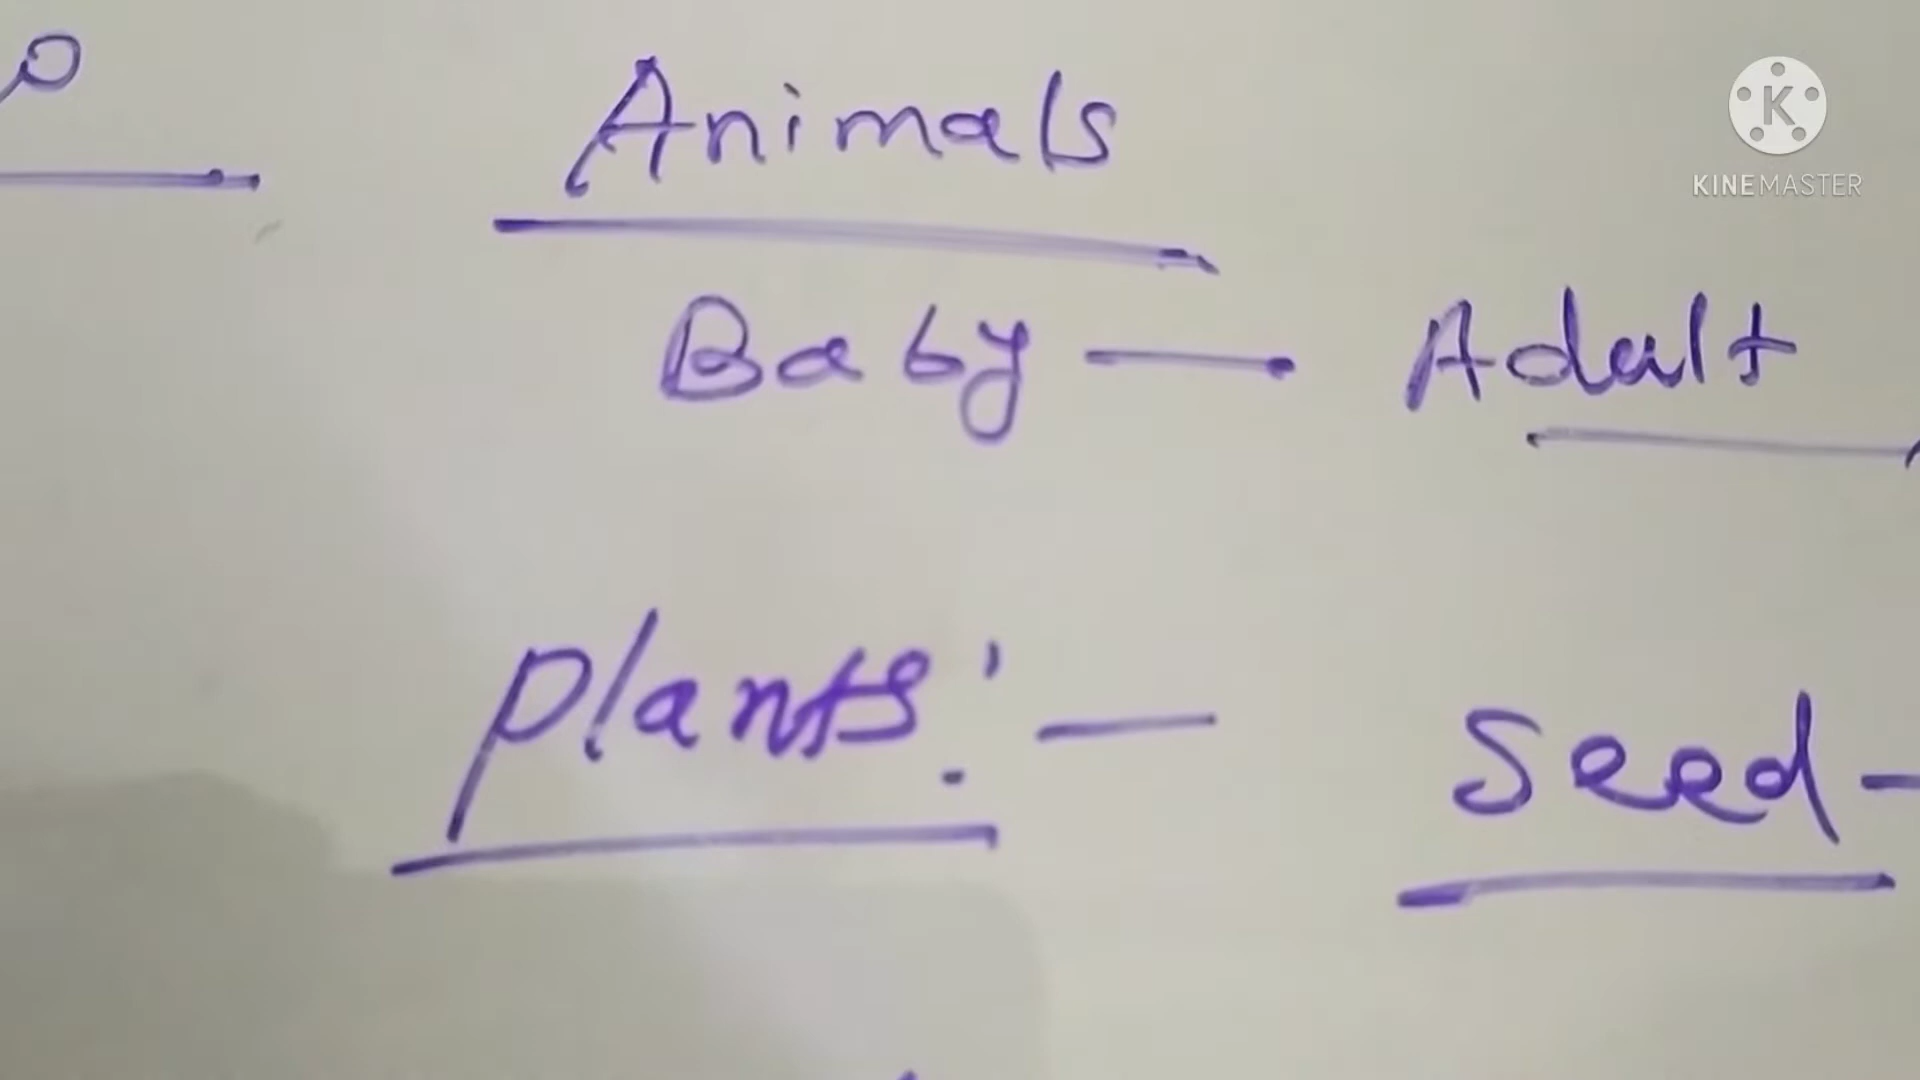 Animals
Baby — Adult
Plants: — Seed -
K
KINEMASTER